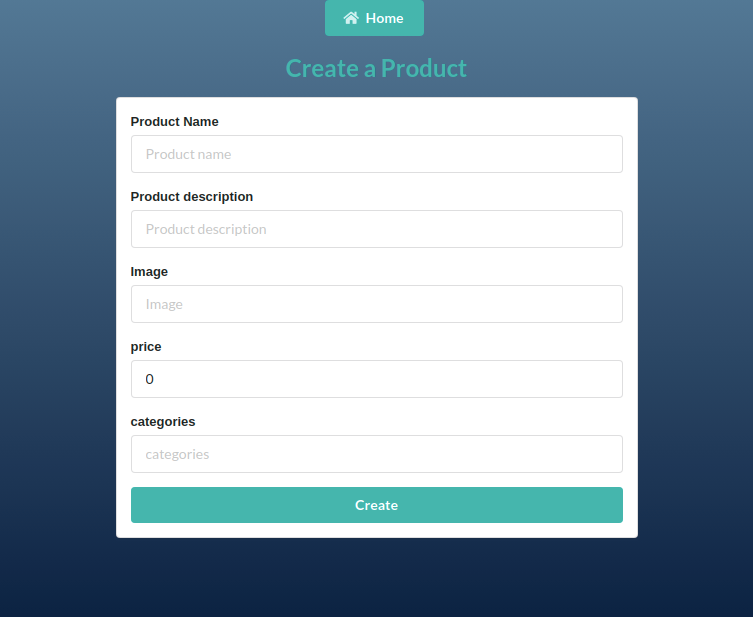 Home
Create a Product
Product Name
Product name
Product description
Product description
Image
Image
price
0
categories
categories
Create